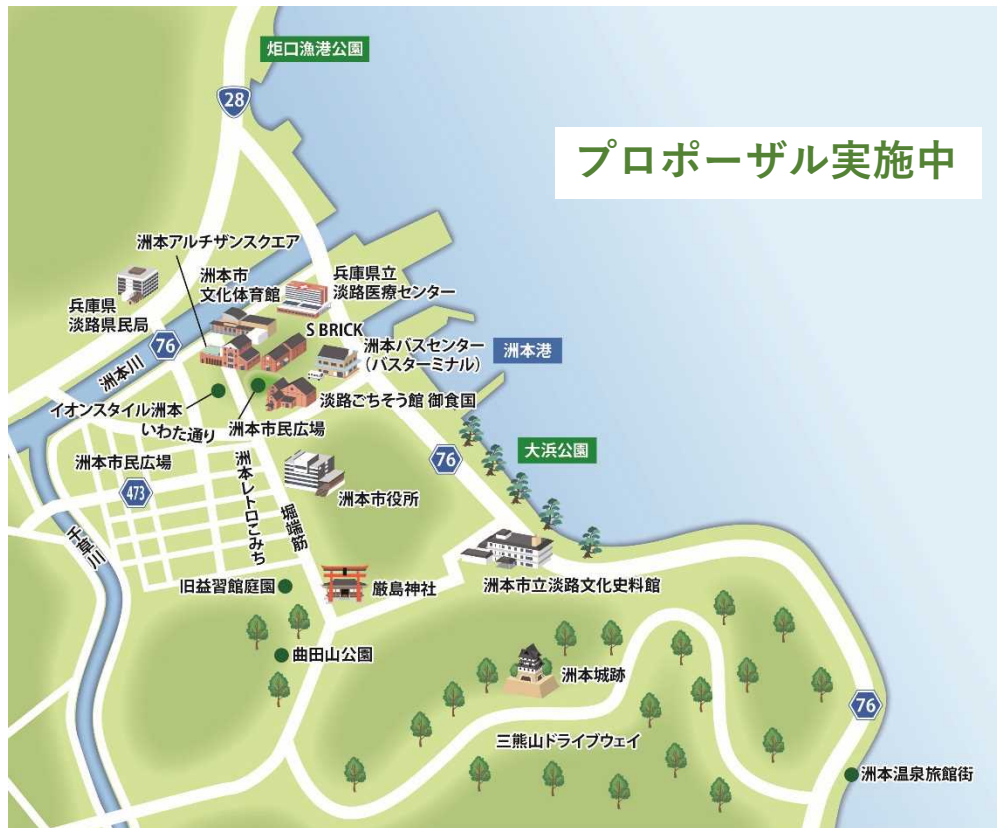 炬口漁港公園
28
プロポーザル実施中
洲本アルチザンスクエア
洲本市
文化体育館
兵庫県立
淡路医療センター
兵庫県
淡路県民局
S BRICK
洲本バスセンター
（バスターミナル）
洲本港
76
洲本川
イオンスタイル洲本
淡路ごちそう館 御食国
いわた通り
洲本市民広場
大浜公園
洲本市民広場
76
473
洲本レトロこみち
洲本市役所
堀端筋
千草川
旧益習館庭園
厳島神社
洲本市立淡路文化史料館
曲田山公園
洲本城跡
76
三熊山ドライブウェイ
洲本温泉旅館街